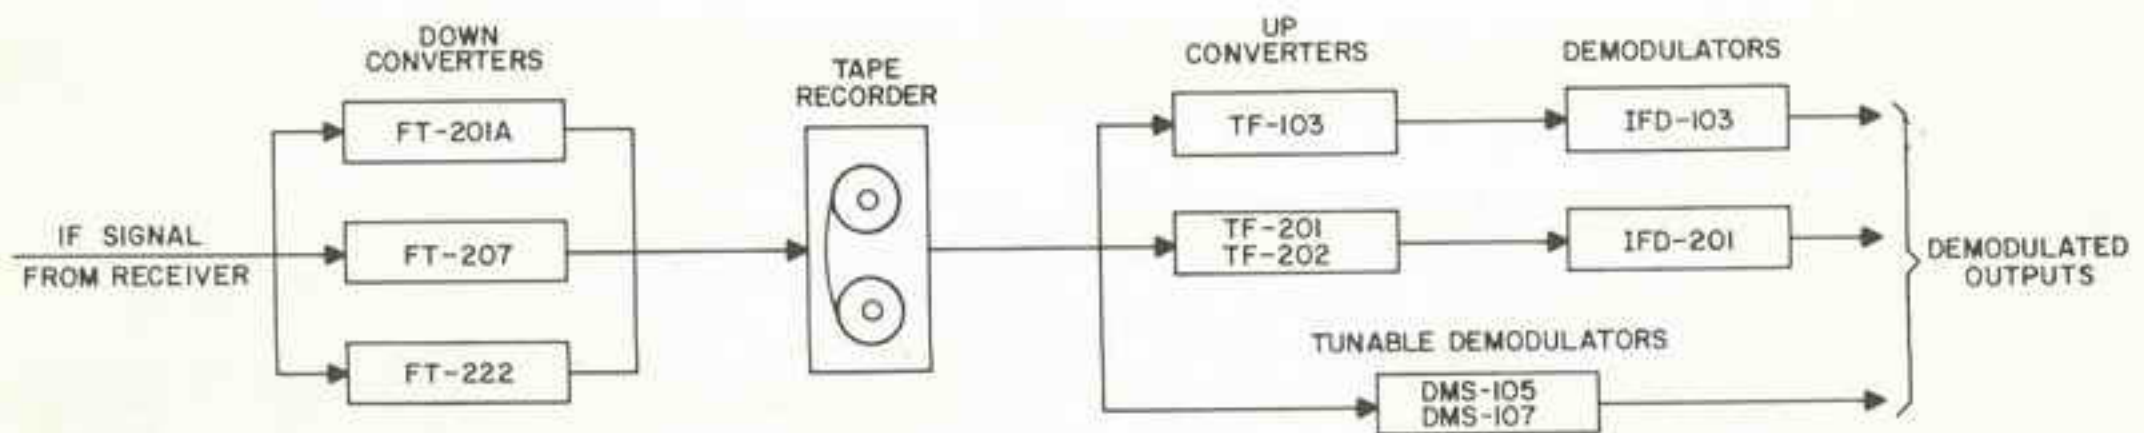 DOWN
CONVERTERS
FT-201A
IF SIGNAL
FROM RECEIVER
FT-207
FT-222
TAPE
RECORDER
UP
CONVERTERS
TF-103
TF-201
TF-202
DEMODULATORS
IFD-103
IFD-201
TUNABLE DEMODULATORS
DMS-105
DMS-107
DEMODULATED
OUTPUTS